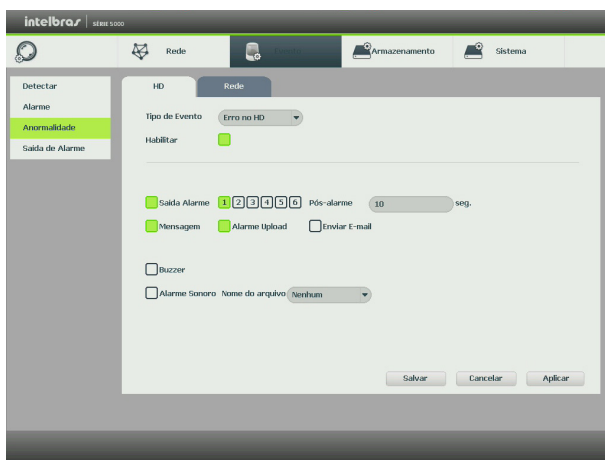 intelbras SÉRIE 5000
Rede
Armazenamento
Sistema
Detectar
Alarme
Anormalidade
Saída de Alarme
HD
Rede
Tipo de Evento Erro no HD
Habilitar
Saída Alarme 1 2 3 4 5 6 Pós-alarme 10 seg.
Mensagem Alarme Upload Enviar E-mail
Buzzer
Alarme Sonoro Nome do arquivo Nenhum
Salvar Cancelar Aplicar